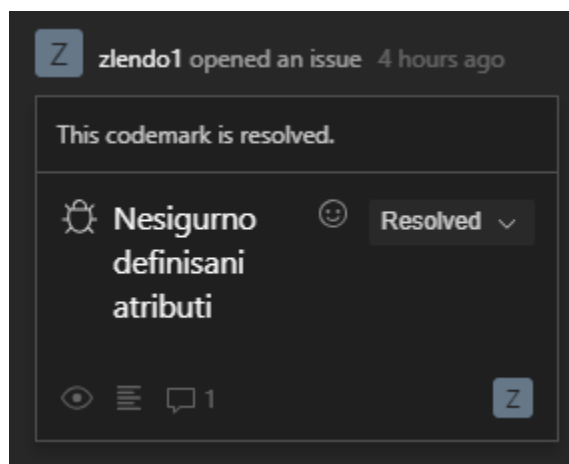 Z zlendo1 opened an issue 4 hours ago
This codemark is resolved.
Nesigurno Resolved
definisani
atributi
1 Z